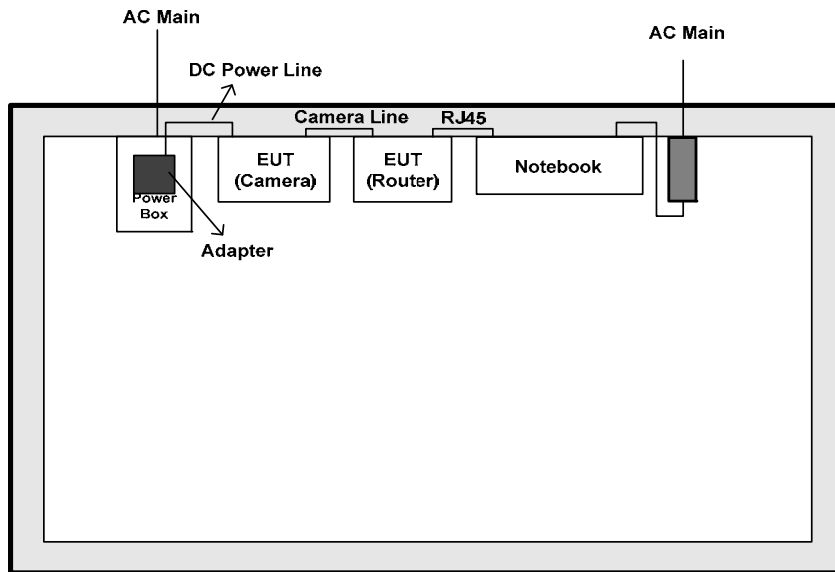 AC Main
AC Main
DC Power Line
Camera Line
RJ45
EUT
(Camera)
EUT
(Router)
Notebook
Power
Box
Adapter